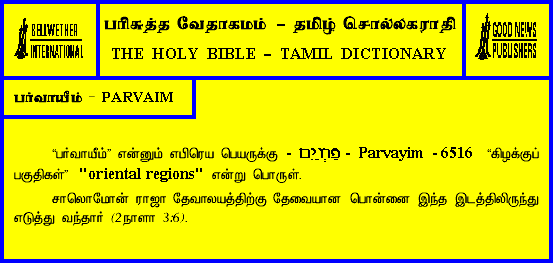 BELLWETHER
INTERNATIONAL
பரிசுத்த வேதாகமம் – தமிழ் சொல்லகராதி
THE HOLY BIBLE – TAMIL DICTIONARY
GOOD NEWS
PUBLISHERS
பர்வாயீம் - PARVAIM
“பர்வாயீம்” என்னும் எபிரெய பெயருக்கு - פַּרְוַיִם - Parvayim - 6516 “கிழக்குப்
பகுதிகள்” "oriental regions" என்று பொருள்.
சாலொமோன் ராஜா தேவாலயத்திற்கு தேவையான பொன்னை இந்த இடத்திலிருந்து
எடுத்து வந்தார் (2நாளா 3:6).